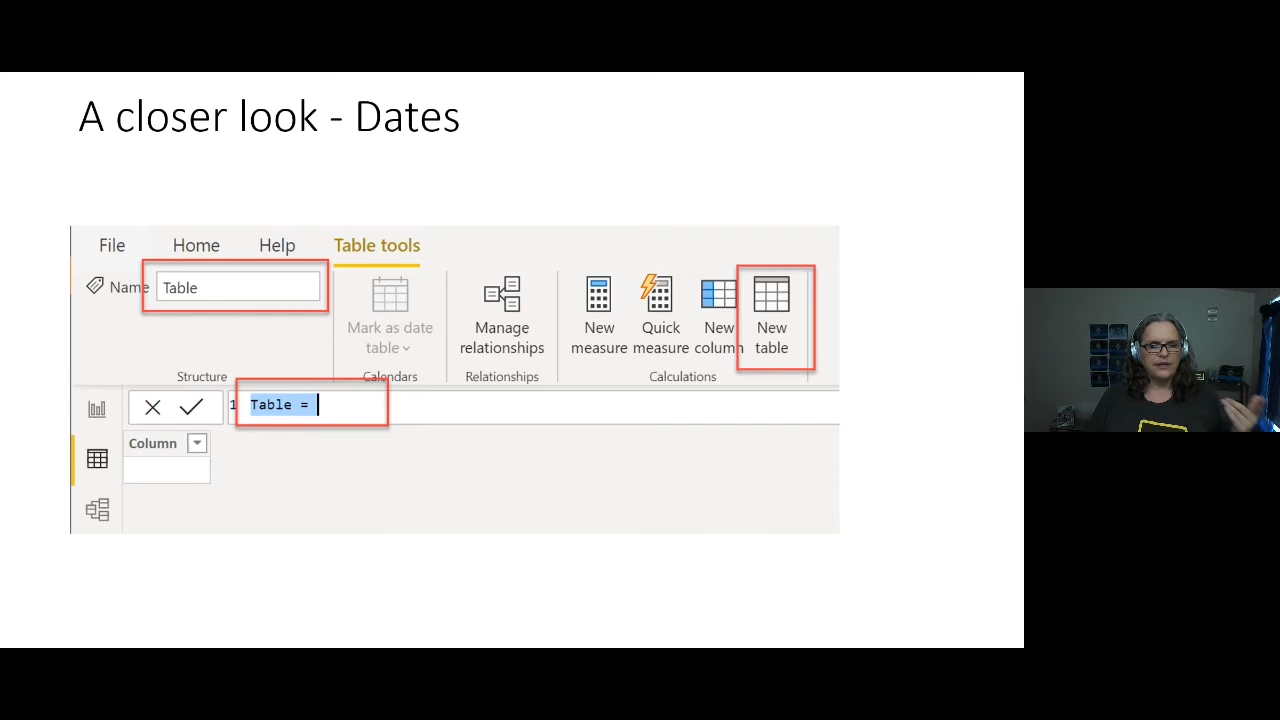 A closer look - Dates
File Home Help Table tools
Name Table
Mark as date
table
Manage
relationships
New
measure
Quick
measure
New
column
New
table
Structure Calendars Relationships Calculations
1 Table =
Column